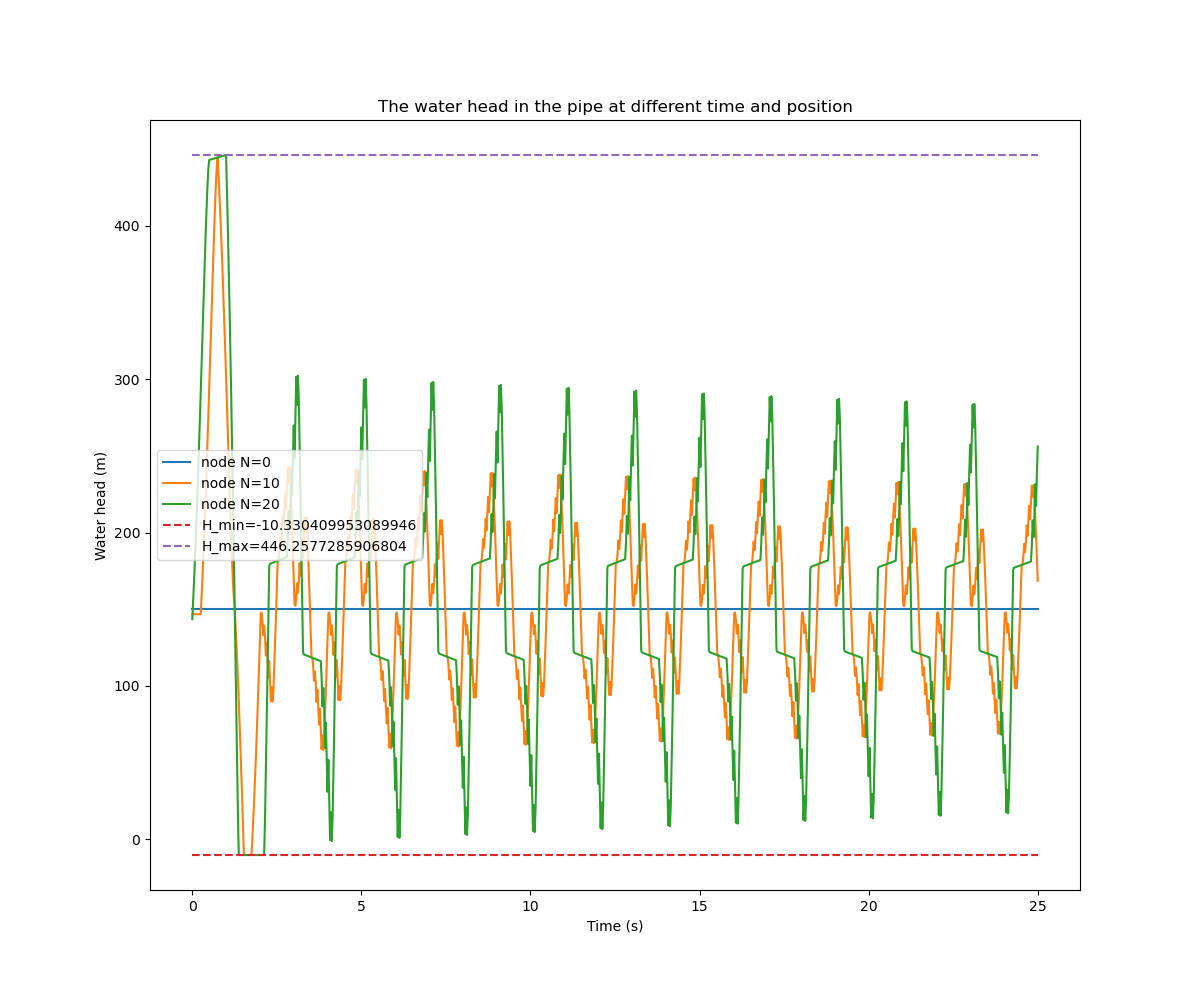 The water head in the pipe at different time and position
400
300
200
100
0
Water head (m)
node N=0
node N=10
node N=20
H_min=-10.330409953089946
H_max=446.2577285906804
0 5 10 15 20 25
Time (s)